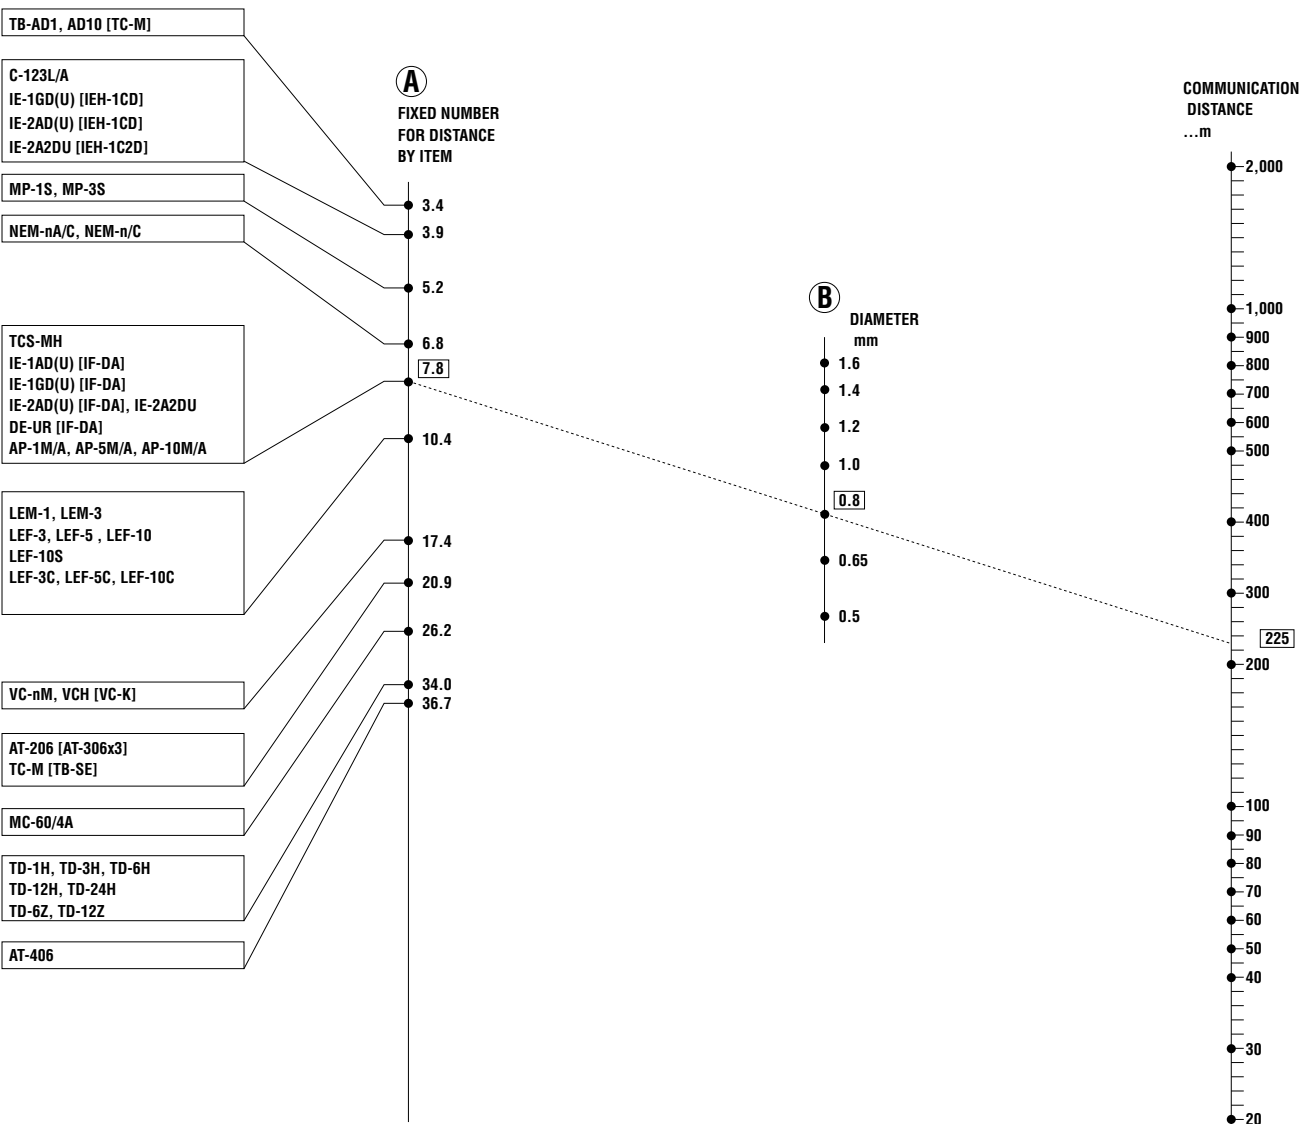 TB-AD1, AD10 [TC-M]
C-123L/A
IE-1GD(U) [IEH-1CD]
IE-2AD(U) [IEH-1CD]
IE-2A2DU [IEH-1C2D]
MP-1S, MP-3S
NEM-nA/C, NEM-n/C
TCS-MH
IE-1AD(U) [IF-DA]
IE-1GD(U) [IF-DA]
IE-2AD(U) [IF-DA], IE-2A2DU
DE-UR [IF-DA]
AP-1M/A, AP-5M/A, AP-10M/A
LEM-1, LEM-3
LEF-3, LEF-5 , LEF-10
LEF-10S
LEF-3C, LEF-5C, LEF-10C
VC-nM, VCH [VC-K]
AT-206 [AT-306x3]
TC-M [TB-SE]
MC-60/4A
TD-1H, TD-3H, TD-6H
TD-12H, TD-24H
TD-6Z, TD-12Z
AT-406
A
FIXED NUMBER
FOR DISTANCE
BY ITEM
3.4
3.9
5.2
6.8
7.8
10.4
17.4
20.9
26.2
34.0
36.7
B
DIAMETER
mm
1.6
1.4
1.2
1.0
0.8
0.65
0.5
COMMUNICATION
DISTANCE
...m
2,000
1,000
900
800
700
600
500
400
300
225
200
100
90
80
70
60
50
40
30
20